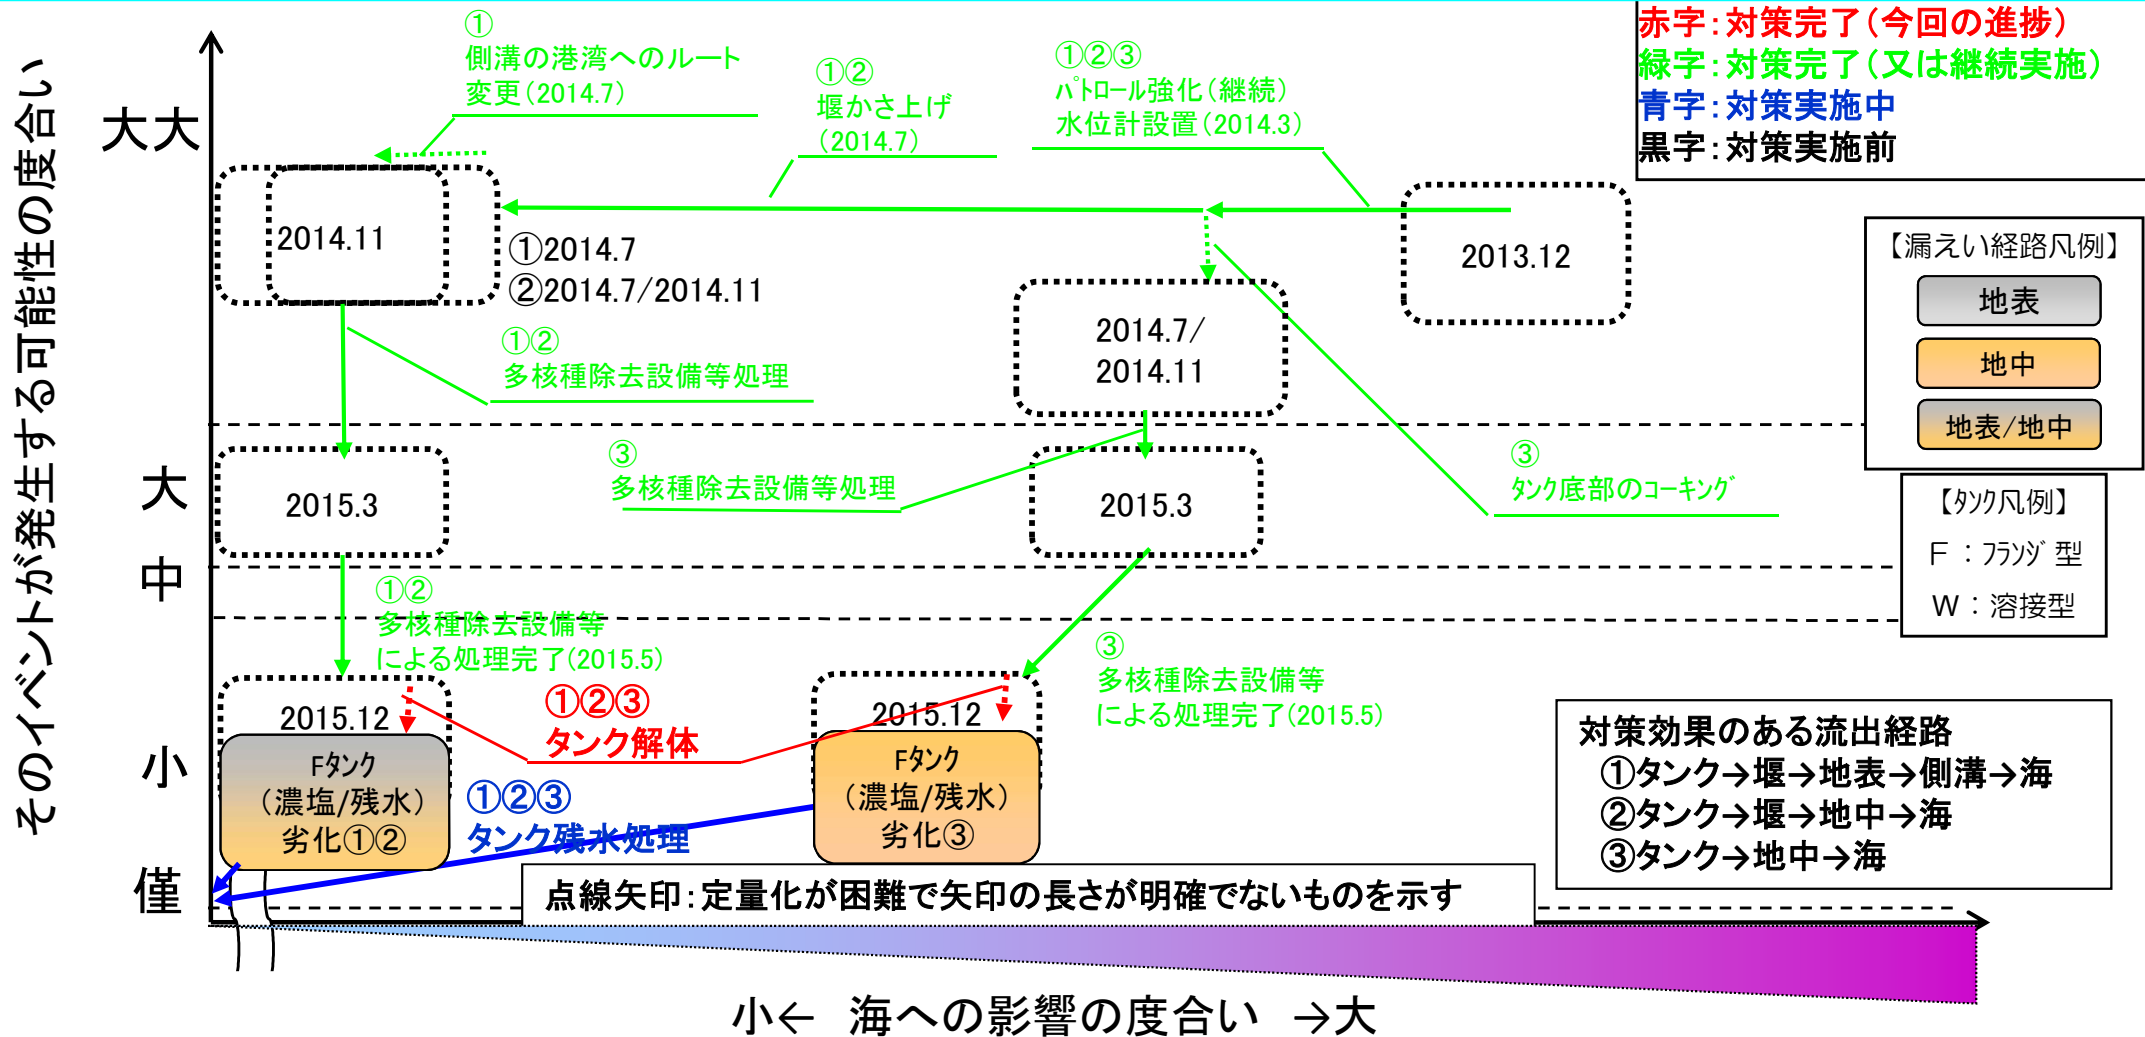 赤字：対策完了（今回の進捗）
緑字：対策完了（又は継続実施）
青字：対策実施中
黒字：対策実施前
そのイベントが発生する可能性の度合い
大大
大
中
小
僅
①
側溝の港湾へのルート
変更（2014.7）
①②
堰かさ上げ
（2014.7）
①②③
ﾊﾟﾄﾛｰﾙ強化（継続）
水位計設置（2014.3）
2014.11
①2014.7
②2014.7/2014.11
2013.12
2014.7/
2014.11
①②
多核種除去設備等処理
③
多核種除去設備等処理
③
ﾀﾝｸ底部のｺｰｷﾝｸﾞ
2015.3
2015.3
①②
多核種除去設備等
による処理完了(2015.5)
③
多核種除去設備等
による処理完了(2015.5)
2015.12
①②③
タンク解体
2015.12
Fﾀﾝｸ
（濃塩/残水）
劣化①②
①②③
タンク残水処理
Fﾀﾝｸ
（濃塩/残水）
劣化③
【漏えい経路凡例】
地表
地中
地表/地中
【ﾀﾝｸ凡例】
F：ﾌﾗﾝｼﾞ型
W：溶接型
対策効果のある流出経路
①タンク→堰→地表→側溝→海
②タンク→堰→地中→海
③タンク→地中→海
点線矢印：定量化が困難で矢印の長さが明確でないものを示す
小← 海への影響の度合い →大